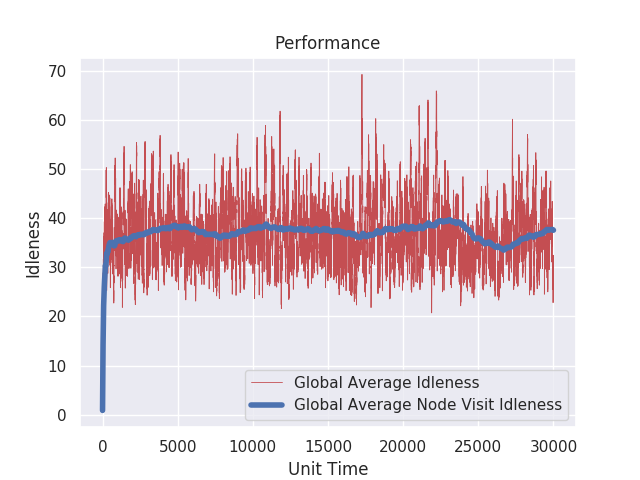 Performance
70
60
50
40
30
20
10
0
Idleness
Global Average Idleness
Global Average Node Visit Idleness
0 5000 10000 15000 20000 25000 30000
Unit Time